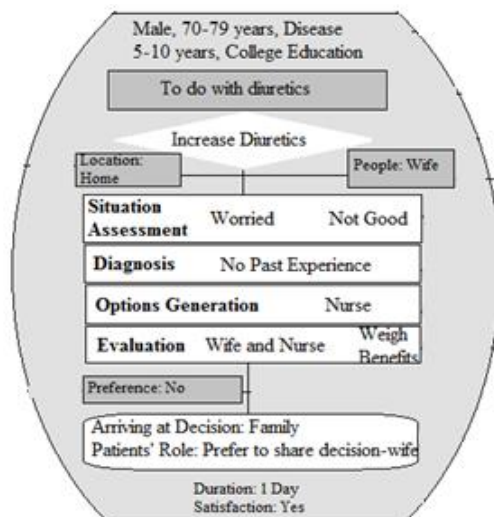 Male, 70-79 years, Disease
5-10 years, College Education
To do with diuretics
Increase Diuretics
Location:
Home
People: Wife
Situation
Assessment Worried Not Good
Diagnosis No Past Experience
Options Generation Nurse
Evaluation Wife and Nurse Weigh
Benefits
Preference: No
Arriving at Decision: Family
Patients' Role: Prefer to share decision-wife
Duration: 1 Day
Satisfaction: Yes